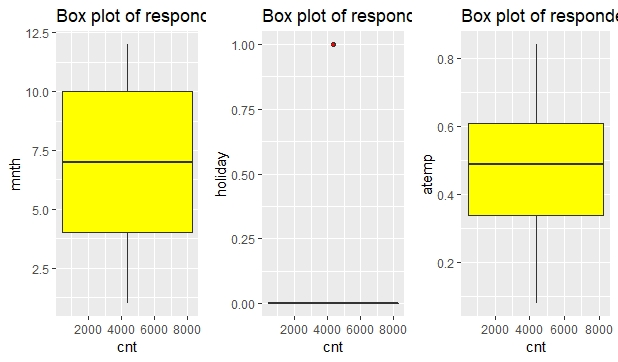 Box plot of respond
mnth
12.5
10.0
7.5
5.0
2.5
2000 4000 6000 8000
cnt
Box plot of respond
holiday
1.00
0.75
0.50
0.25
0.00
2000 4000 6000 8000
cnt
Box plot of responde
atemp
0.8
0.6
0.4
0.2
2000 4000 6000 8000
cnt